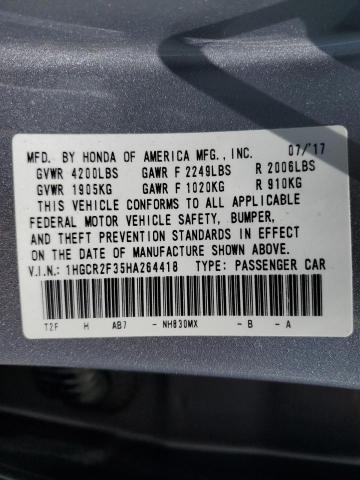 MFD. BY HONDA OF AMERICA MFG., INC. 07/'17
GVWR 4200LBS GAWR F 2249LBS R 2006LBS
GVWR 1905KG GAWR F 1020KG R 910KG
THIS VEHICLE CONFORMS TO ALL APPLICABLE
FEDERAL MOTOR VEHICLE SAFETY, BUMPER,
AND THEFT PREVENTION STANDARDS IN EFFECT
ON THE DATE OF MANUFACTURE SHOWN ABOVE.
V.I.N.: 1HGCR2F35HA264418 TYPE: PASSENGER CAR
T2F H AB7 -NH830MX -B -A